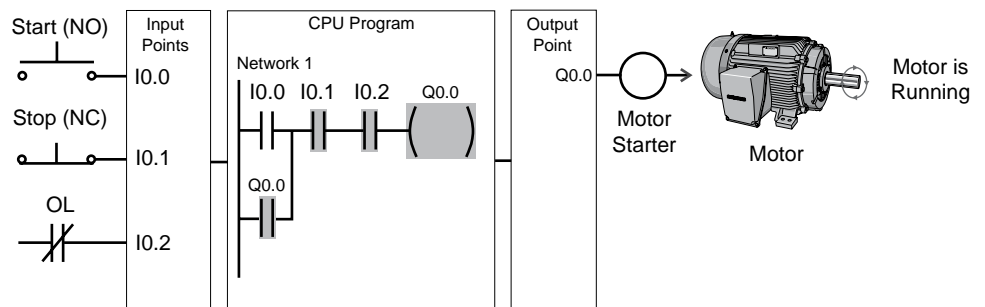 Start (NO)
I0.0
Stop (NC)
I0.1
OL
I0.2
Input
Points
CPU Program
Network 1
I0.0 I0.1 I0.2 Q0.0
Q0.0
Output
Point
Q0.0
Motor
Starter
Motor
Motor is
Running